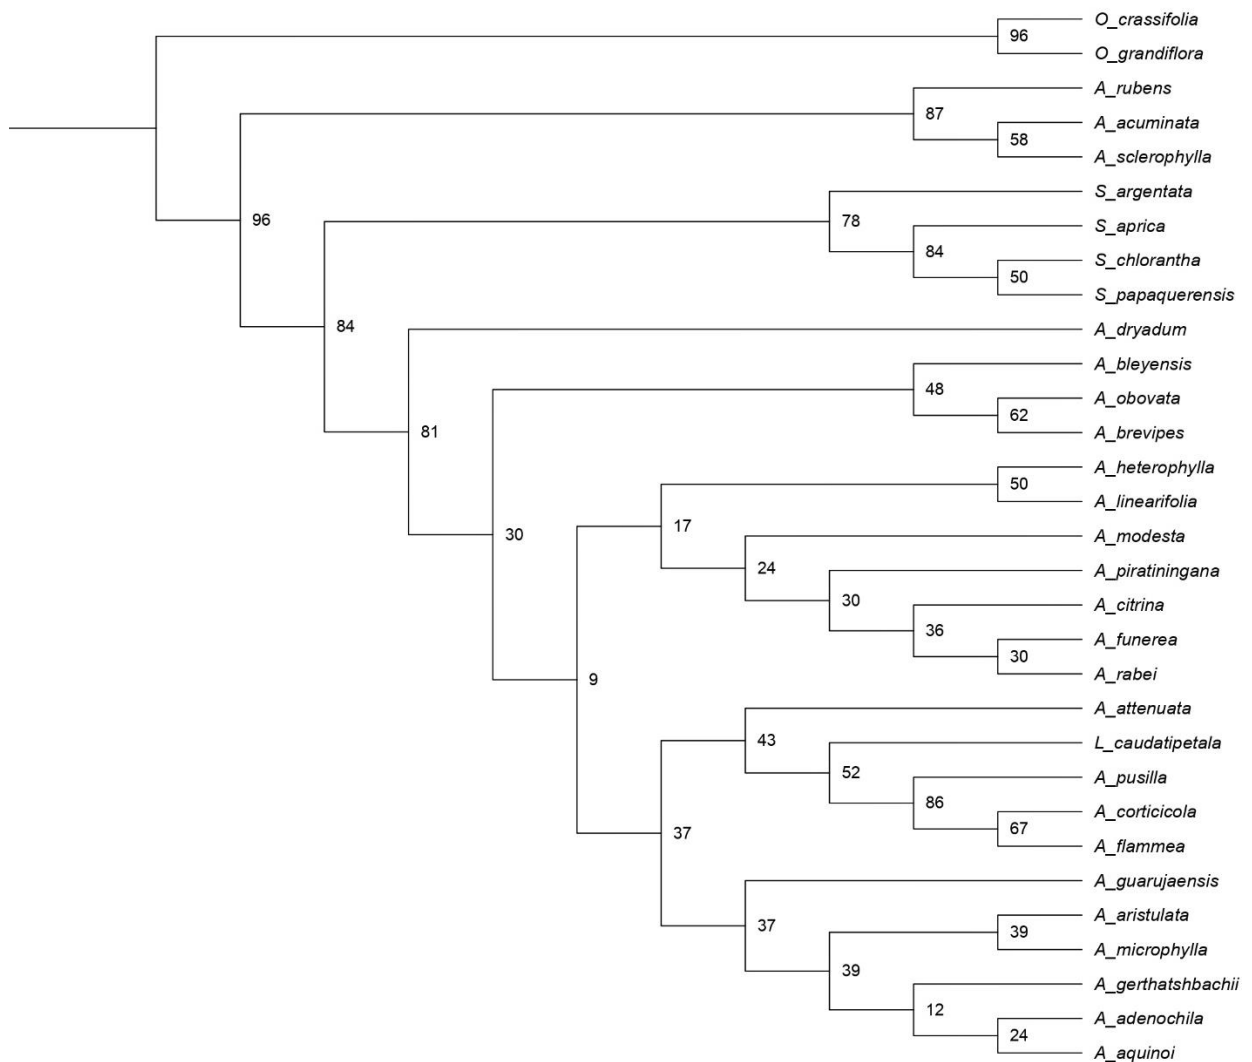 O_crassifolia
96
O_grandiflora
A_rubens
87
A_acuminata
58
A_sclerophylla
S_argentata
96
78
S_aprica
84
S_chlorantha
50
S_papaquerensis
84
A_dryadum
A_bleyensis
48
A_obovata
62
A_brevipes
81
A_heterophylla
50
A_linearifolia
17
30
A_modesta
24
A_piratiningana
30
A_citrina
36
A_funerea
30
A_rabei
9
A_attenuata
43
L_caudatipetala
52
A_pusilla
86
A_corticicola
67
37
A_flammea
A_guarujaensis
37
A_aristulata
39
A_microphylla
39
A_gerthatshbachii
12
A_adenochila
24
A_aquinoi